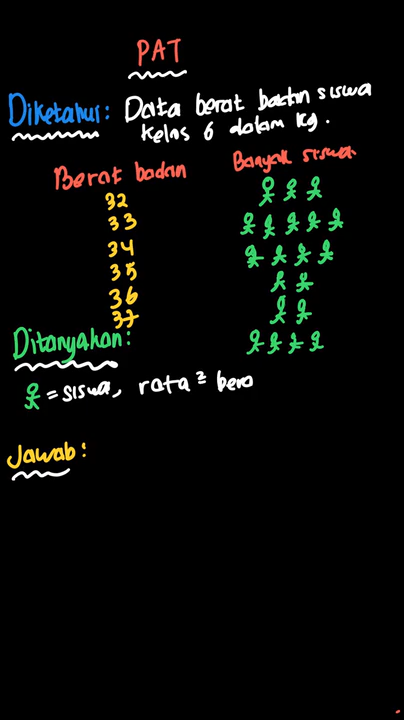 PAT
Diketahui: Data berat badan siswa
kelas 6 dalam kg.
Berat badan Banyak siswa
32
33
34
35
36
37
Ditanyakan:
= siswa, rata² bera
Jawab: